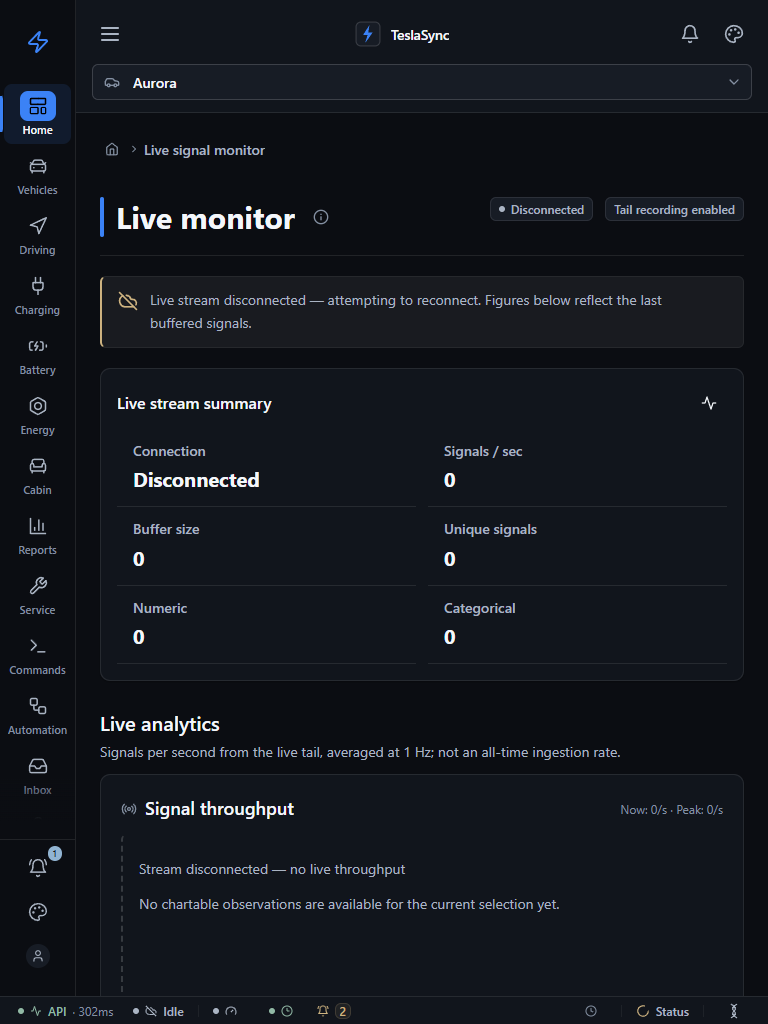 TeslaSync
Aurora
Home
Vehicles
Driving
Charging
Battery
Energy
Cabin
Reports
Service
Commands
Automation
Inbox
1
Live signal monitor
Live monitor
Disconnected
Tail recording enabled
Live stream disconnected — attempting to reconnect. Figures below reflect the last
buffered signals.
Live stream summary
Connection
Disconnected
Signals / sec
0
Buffer size
0
Unique signals
0
Numeric
0
Categorical
0
Live analytics
Signals per second from the live tail, averaged at 1 Hz; not an all-time ingestion rate.
Signal throughput
Now: 0/s · Peak: 0/s
Stream disconnected — no live throughput
No chartable observations are available for the current selection yet.
API · 302ms
Idle
2
Status